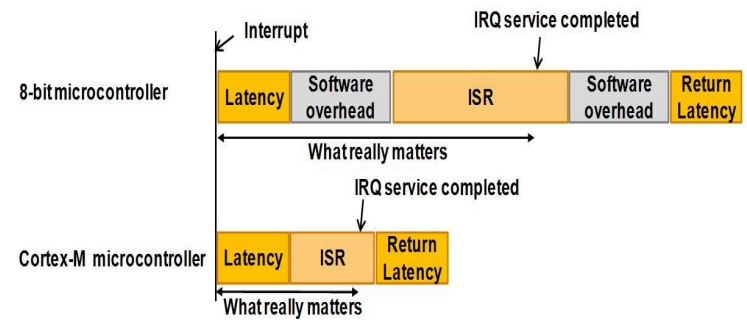 IRQ service completed
Interrupt
8-bit microcontroller
Latency
Software
overhead
ISR
Software
overhead
Return
Latency
What really matters
IRQ service completed
Cortex-M microcontroller
Latency
ISR
Return
Latency
What really matters